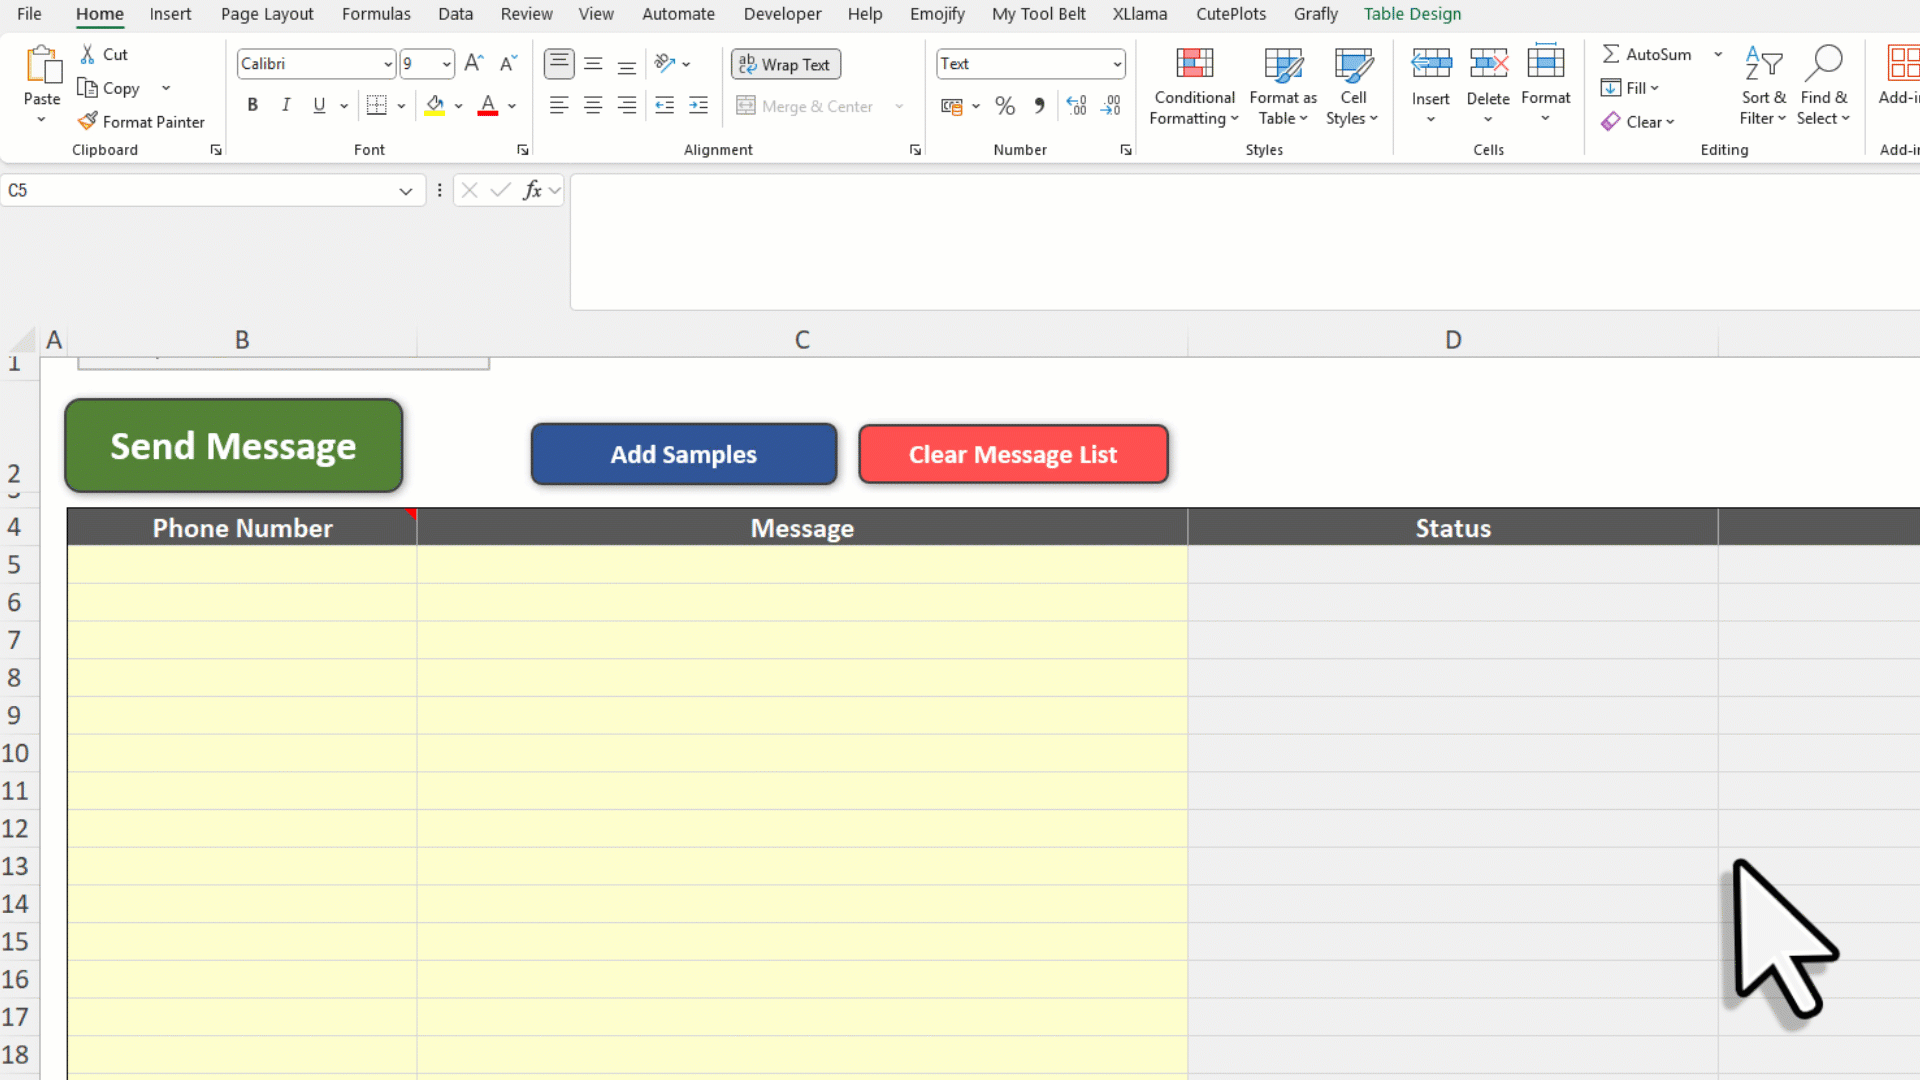 File Home Insert Page Layout Formulas Data Review View Automate Developer Help Emojify My Tool Belt XLlama CutePlots Grafly Table Design
Paste Cut Copy Format Painter
Clipboard
Calibri 9
B I U A
Font
ab Wrap Text
Merge & Center
Alignment
Text
% .00
Number
Conditional Formatting Format as Table Cell Styles
Styles
Insert Delete Format
Cells
AutoSum
Fill
Clear
Sort & Filter Find & Select
Editing
C5 fx
A B C D
1
Send Message Add Samples Clear Message List
2
4 Phone Number Message Status
5
6
7
8
9
10
11
12
13
14
15
16
17
18